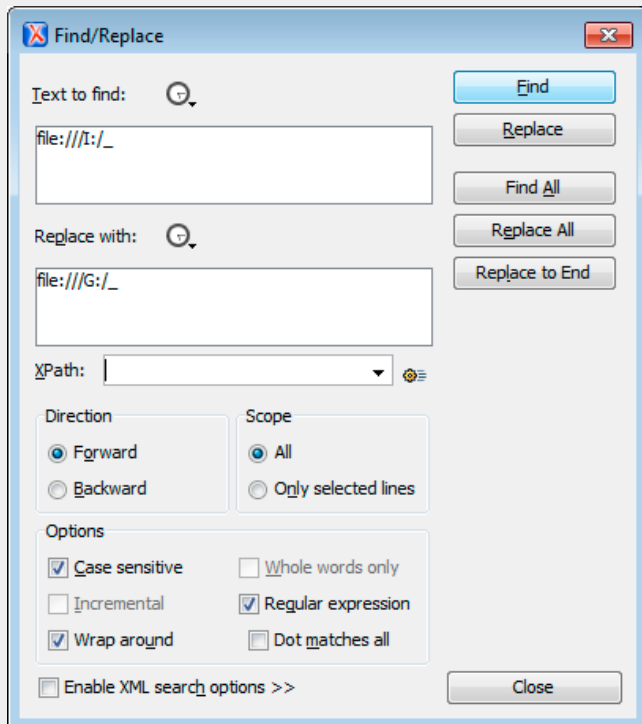 Find/Replace
Text to find:
Find
file:///I:/_
Replace
Find All
Replace with:
Replace All
file:///G:/_
Replace to End
XPath:
Direction
Scope
Forward
All
Backward
Only selected lines
Options
Case sensitive
Whole words only
Incremental
Regular expression
Wrap around
Dot matches all
Enable XML search options >>
Close